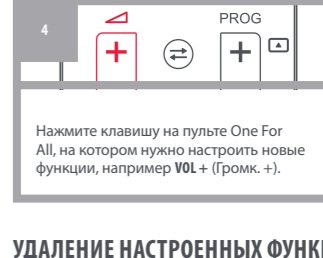 4
PROG
+
+
Нажмите клавишу на пульте One For
All, на котором нужно настроить новые
функции, например VOL + (Громк. +).
УДАЛЕНИЕ НАСТРОЕННЫХ